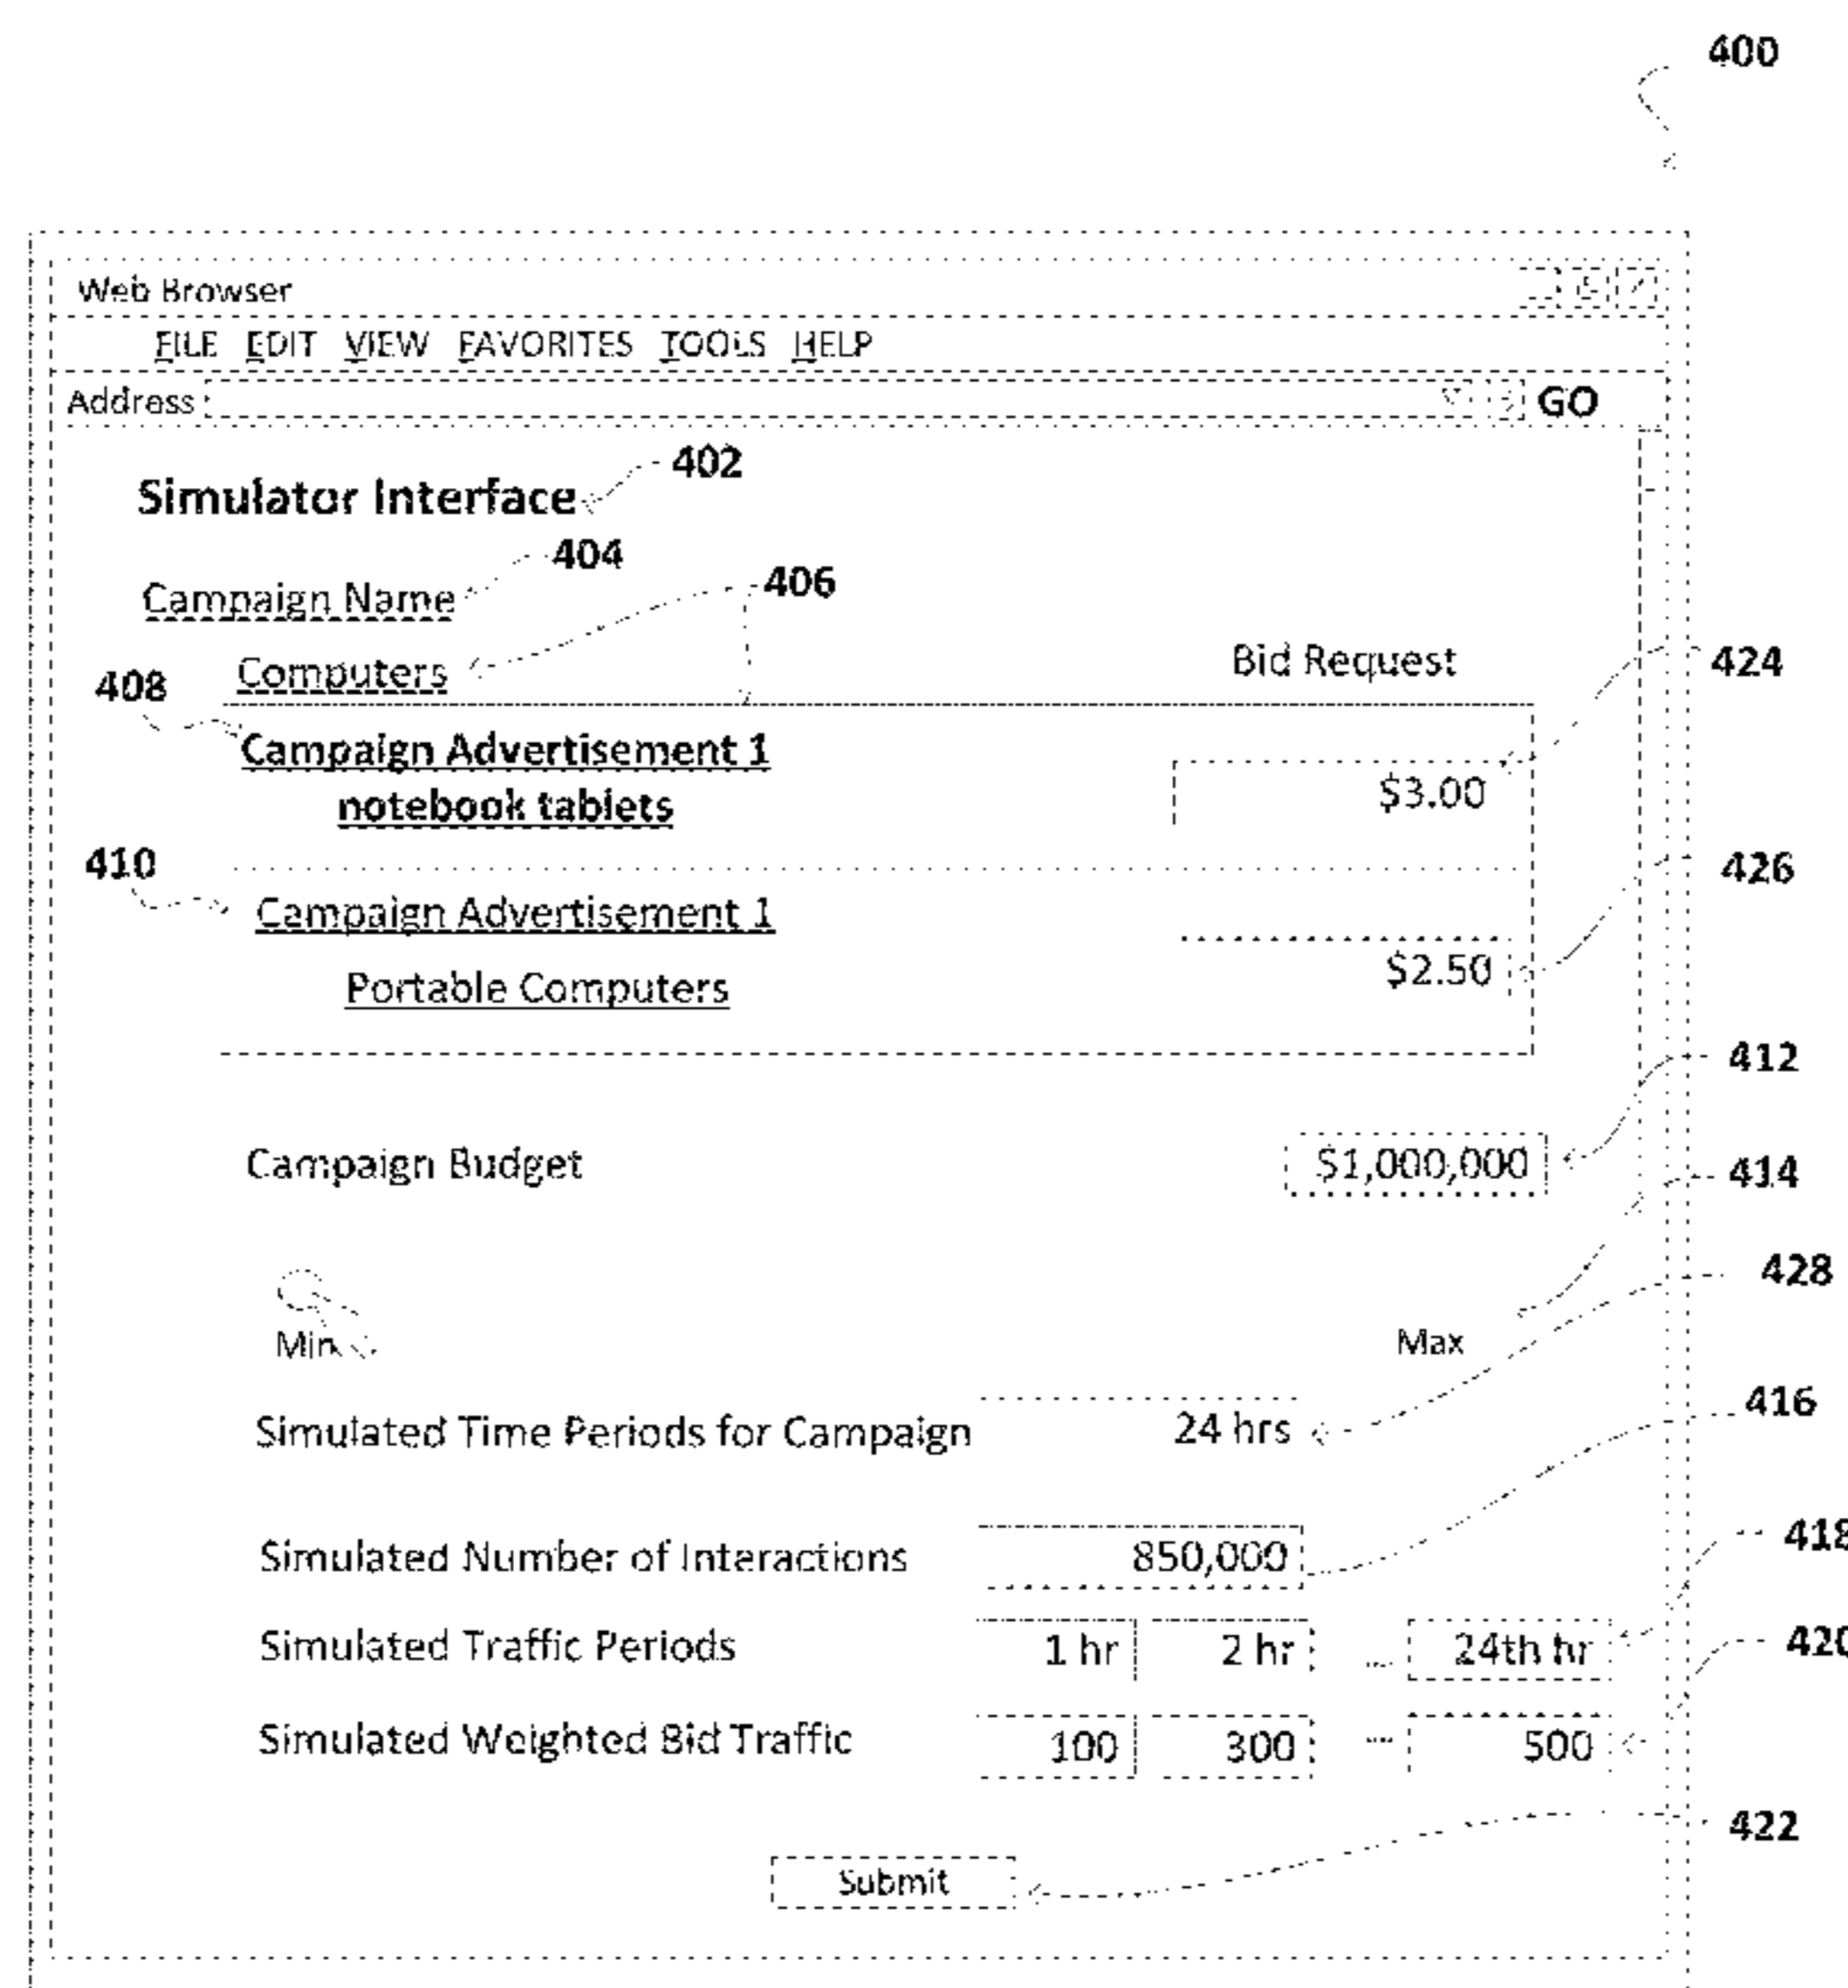 400
Web Browser
FILE EDIT VIEW FAVORITES TOOLS HELP
Address GO
Simulator Interface 402
404
Campaign Name 406
Computers Bid Request 424
408
Campaign Advertisement 1
notebook tablets $3.00
410 426
Campaign Advertisement 1
Portable Computers $2.50
412
Campaign Budget $1,000,000
414
428
Min Max
416
Simulated Time Periods for Campaign 24 hrs
418
Simulated Number of Interactions 850,000
Simulated Traffic Periods 1 hr 2 hr ... 24th hr 420
Simulated Weighted Bid Traffic 100 300 ... 500
422
Submit